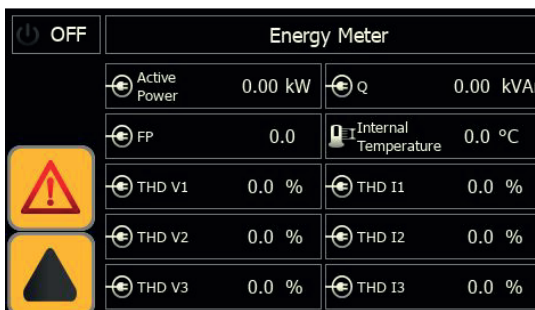 OFF Energy Meter
Active Power 0.00 kW Q 0.00 kVAr
FP 0.0 Internal Temperature 0.0 °C
THD V1 0.0 % THD I1 0.0 %
THD V2 0.0 % THD I2 0.0 %
THD V3 0.0 % THD I3 0.0 %